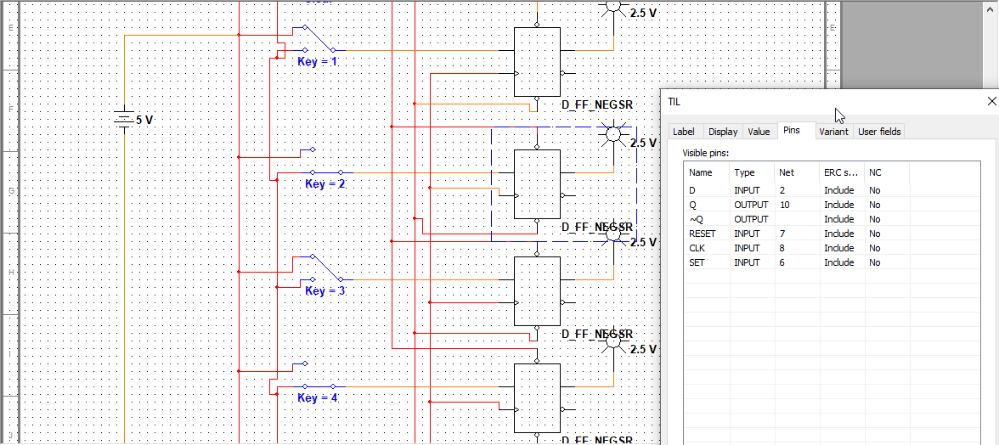 2.5 V
E
E
Key = 1
D_FF_NEGSR
F
5 V
2.5 V
G
Key = 2
D_FF_NEGSR
2.5 V
H
Key = 3
D_FF_NEGSR
I
2.5 V
Key = 4
J
D_FF_NEGSR
TIL
Label Display Value Pins Variant User fields
Visible pins:
Name Type Net ERC s... NC
D INPUT 2 Include No
Q OUTPUT 10 Include No
~Q OUTPUT Include No
RESET INPUT 7 Include No
CLK INPUT 8 Include No
SET INPUT 6 Include No